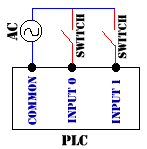 AC
SWITCH
SWITCH
COMMON
INPUT 0
INPUT 1
PLC